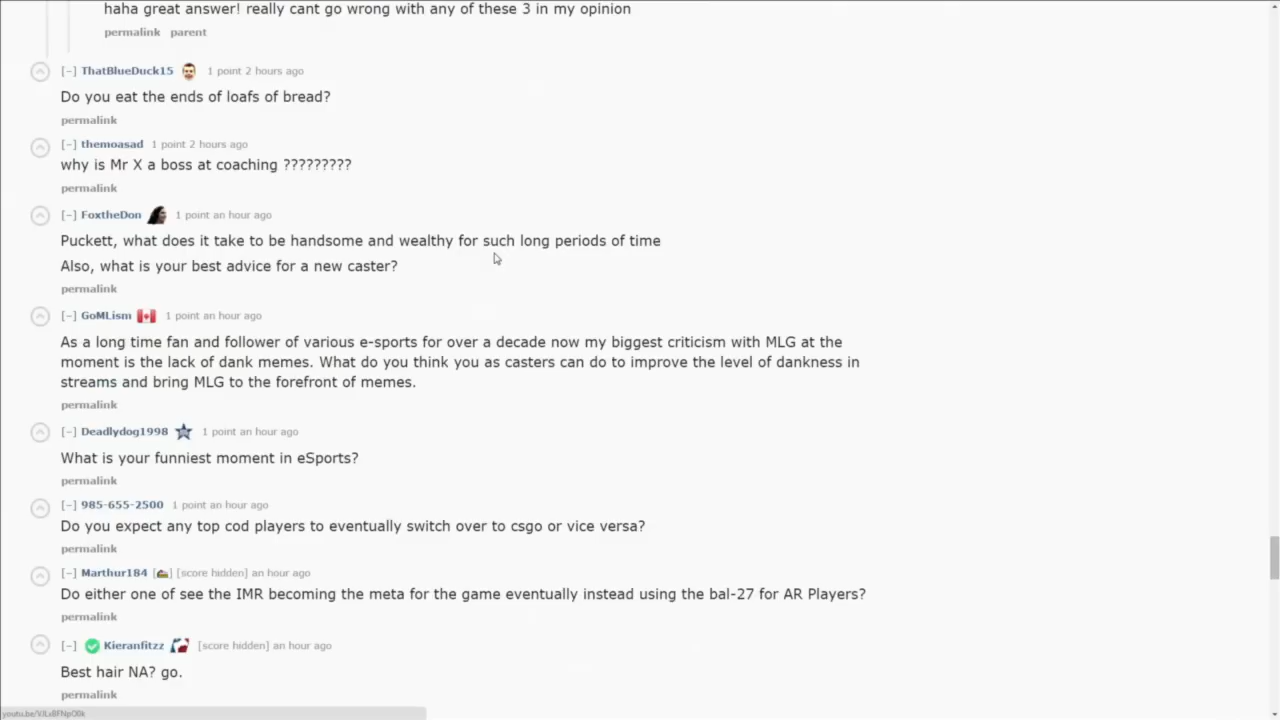 haha great answer! really cant go wrong with any of these 3 in my opinion
permalink parent
[–] ThatBlueDuck15 1 point 2 hours ago
Do you eat the ends of loafs of bread?
permalink
[–] themoasad 1 point 2 hours ago
why is Mr X a boss at coaching ?????????
permalink
[–] FoxtheDon 1 point an hour ago
Puckett, what does it take to be handsome and wealthy for such long periods of time
Also, what is your best advice for a new caster?
permalink
[–] GoMLism 1 point an hour ago
As a long time fan and follower of various e-sports for over a decade now my biggest criticism with MLG at the
moment is the lack of dank memes. What do you think you as casters can do to improve the level of dankness in
streams and bring MLG to the forefront of memes.
permalink
[–] Deadlydog1998 1 point an hour ago
What is your funniest moment in eSports?
permalink
[–] 985-655-2500 1 point an hour ago
Do you expect any top cod players to eventually switch over to csgo or vice versa?
permalink
[–] Marthur184 [score hidden] an hour ago
Do either one of see the IMR becoming the meta for the game eventually instead using the bal-27 for AR Players?
permalink
[–] Kieranfitzz [score hidden] an hour ago
Best hair NA? go.
permalink